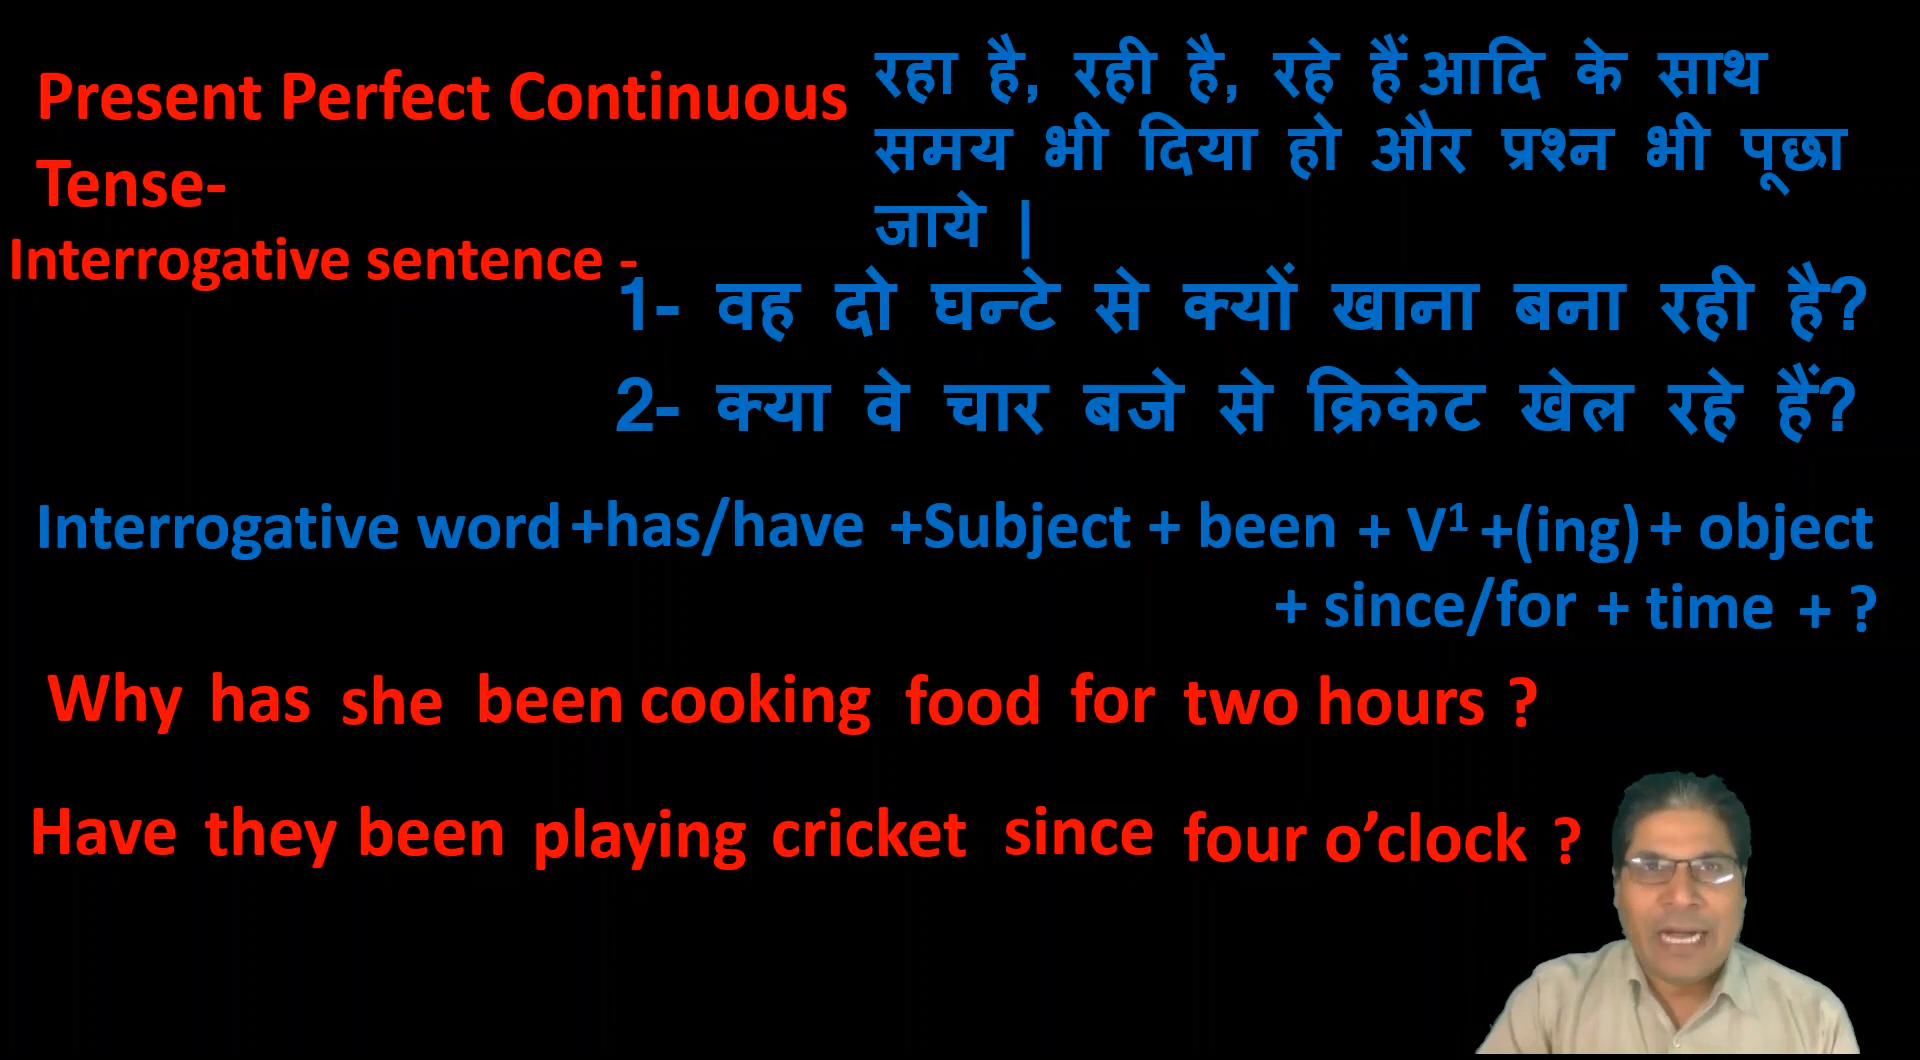 Present Perfect Continuous
Tense-
रहा है, रही है, रहे हैं आदि के साथ
समय भी दिया हो और प्रश्न भी पूछा
जाये |
Interrogative sentence -
1- वह दो घन्टे से क्यों खाना बना रही है?
2- क्या वे चार बजे से क्रिकेट खेल रहे हैं?
Interrogative word +has/have +Subject + been + V¹ +(ing) + object
+ since/for + time + ?
Why has she been cooking food for two hours ?
Have they been playing cricket since four o’clock ?